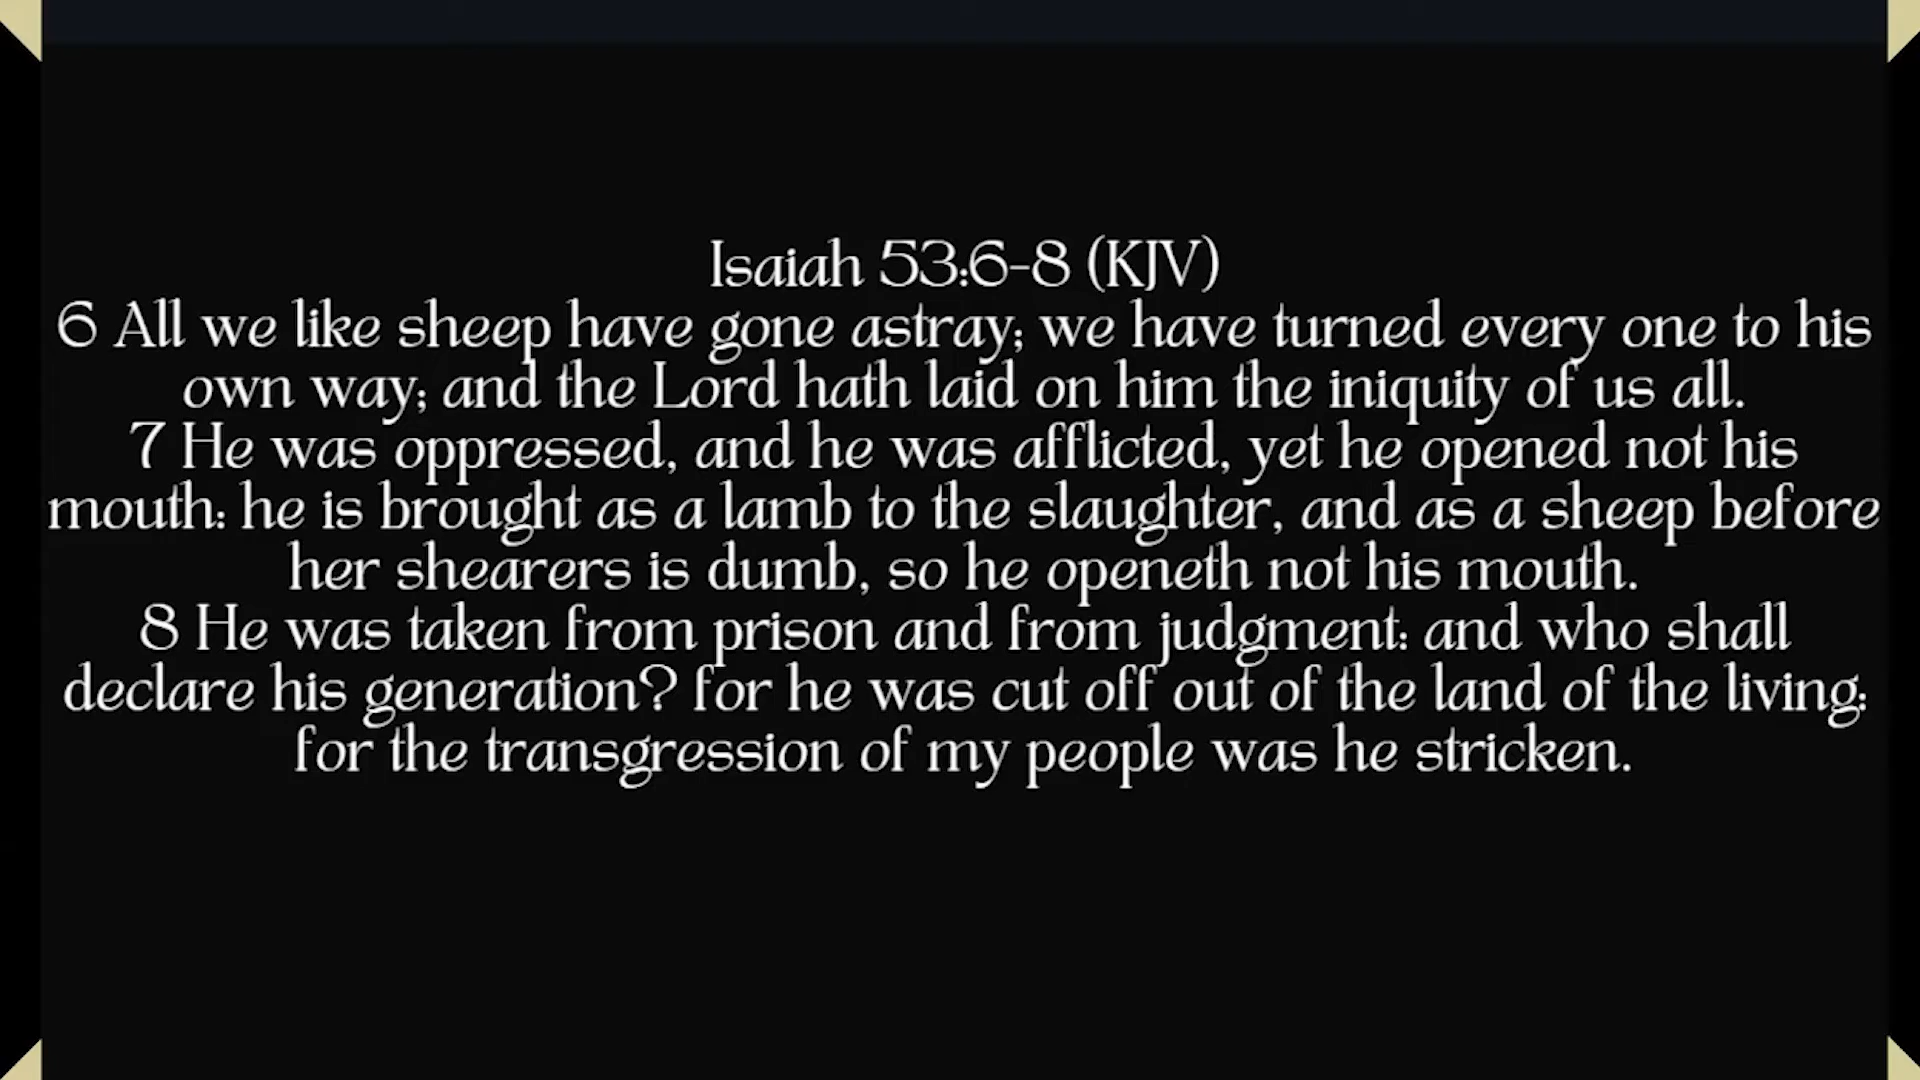 Isaiah 53:6-8 (KJV)
6 All we like sheep have gone astray; we have turned every one to his
own way; and the Lord hath laid on him the iniquity of us all.
7 He was oppressed, and he was afflicted, yet he opened not his
mouth: he is brought as a lamb to the slaughter, and as a sheep before
her shearers is dumb, so he openeth not his mouth.
8 He was taken from prison and from judgment: and who shall
declare his generation? for he was cut off out of the land of the living:
for the transgression of my people was he stricken.